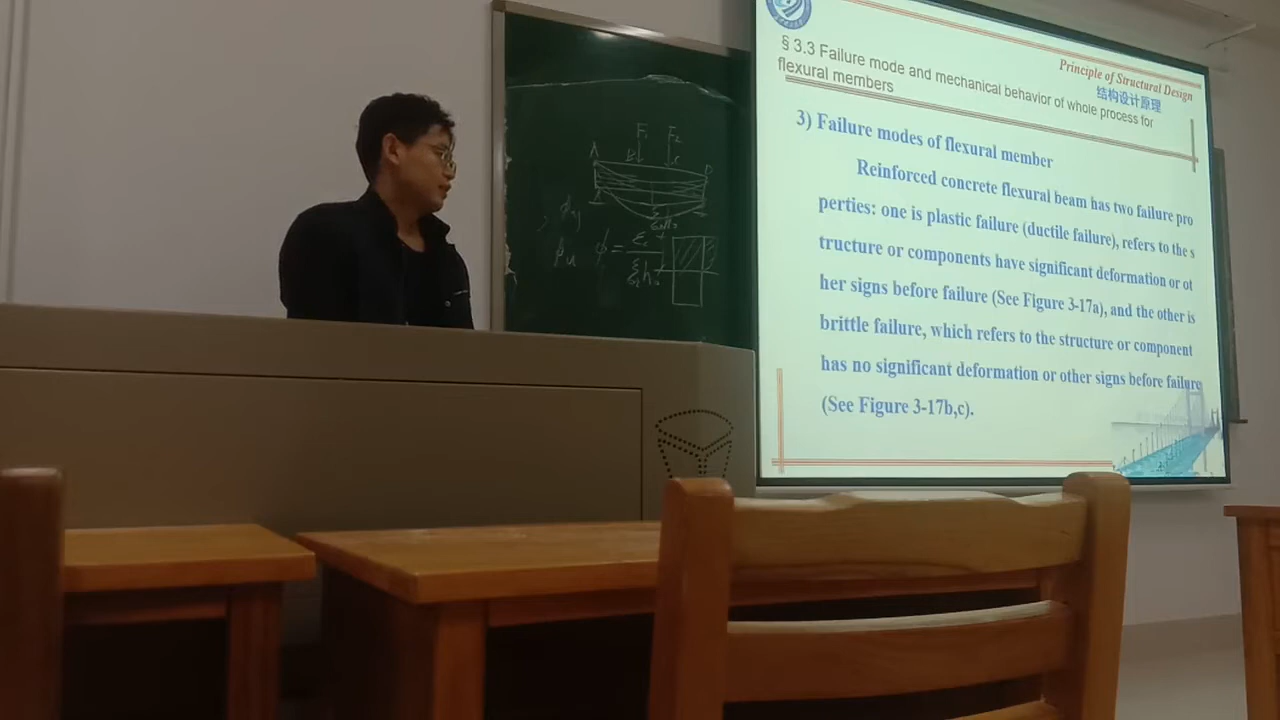 §3.3 Failure mode and mechanical behavior of whole process for
flexural members
Principle of Structural Design
结构设计原理
3) Failure modes of flexural member
Reinforced concrete flexural beam has two failure pro
perties: one is plastic failure (ductile failure), refers to the s
tructure or components have significant deformation or ot
her signs before failure (See Figure 3-17a), and the other is
brittle failure, which refers to the structure or component
has no significant deformation or other signs before failure
(See Figure 3-17b,c).
F₁ F₂
A B C D
ϕy
ϕu